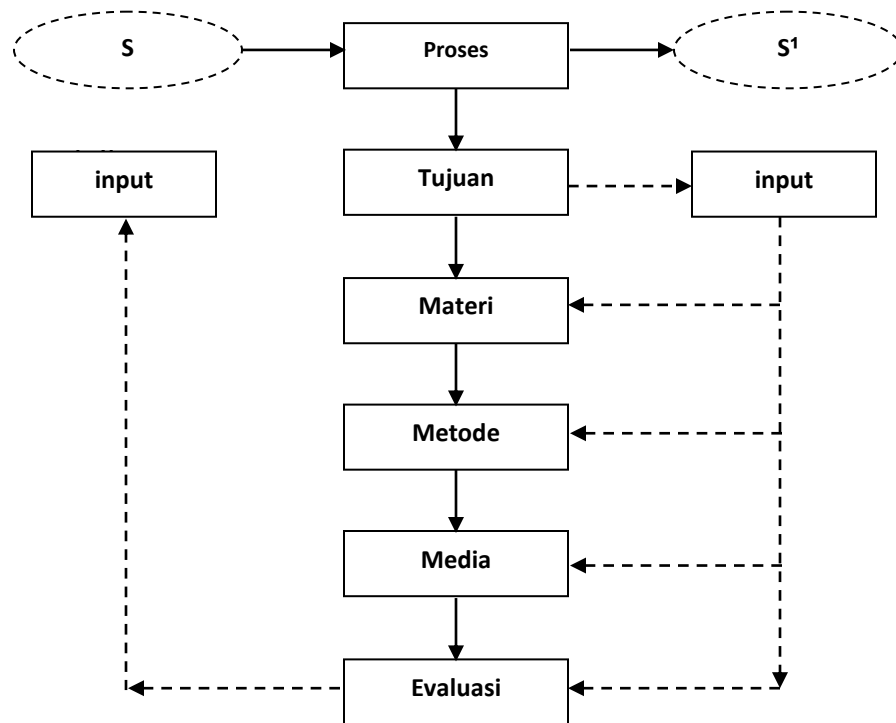 S
Proses
S¹
input
Tujuan
input
Materi
Metode
Media
Evaluasi